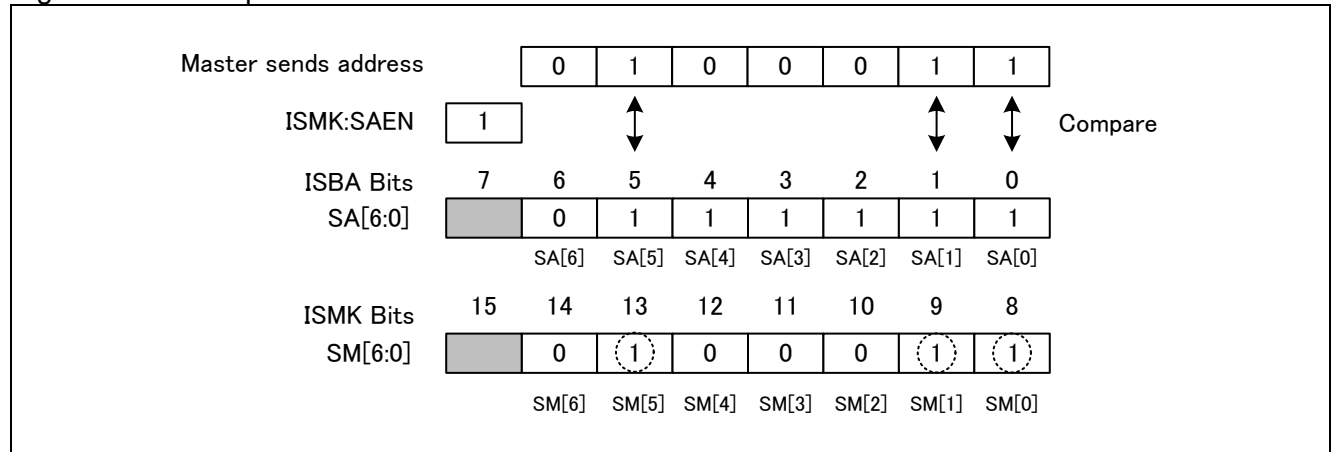 Master sends address 0 1 0 0 0 1 1
ISMK:SAEN 1 Compare
ISBA Bits 7 6 5 4 3 2 1 0
SA[6:0] 0 1 1 1 1 1 1
SA[6] SA[5] SA[4] SA[3] SA[2] SA[1] SA[0]
ISMK Bits 15 14 13 12 11 10 9 8
SM[6:0] 0 1 0 0 0 1 1
SM[6] SM[5] SM[4] SM[3] SM[2] SM[1] SM[0]